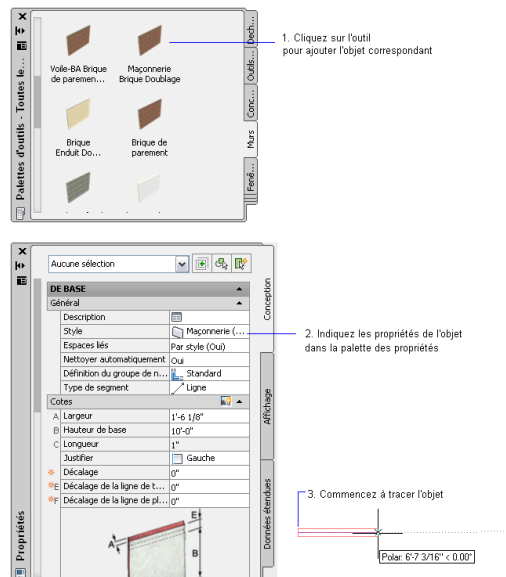 Palettes d'outils - Toutes le...
Voile-BA Brique
de paremen...
Maçonnerie
Brique Doublage
Brique
Enduit Do...
Brique de
parement
Dech...
Outils...
Conc...
Murs
Fenê...
1. Cliquez sur l'outil
pour ajouter l'objet correspondant
Propriétés
Aucune sélection
DE BASE
Général
Description
Style Maçonnerie (...
Espaces liés Par style (Oui)
Nettoyer automatiquement Oui
Définition du groupe de n... Standard
Type de segment Ligne
Cotes
A Largeur 1'-6 1/8"
B Hauteur de base 10'-0"
C Longueur 1"
Justifier Gauche
Décalage 0"
E Décalage de la ligne de t... 0"
F Décalage de la ligne de pl... 0"
A
E
B
Conception
Affichage
Données étendues
2. Indiquez les propriétés de l'objet
dans la palette des propriétés
3. Commencez à tracer l'objet
Polar: 6'-7 3/16" < 0.00°